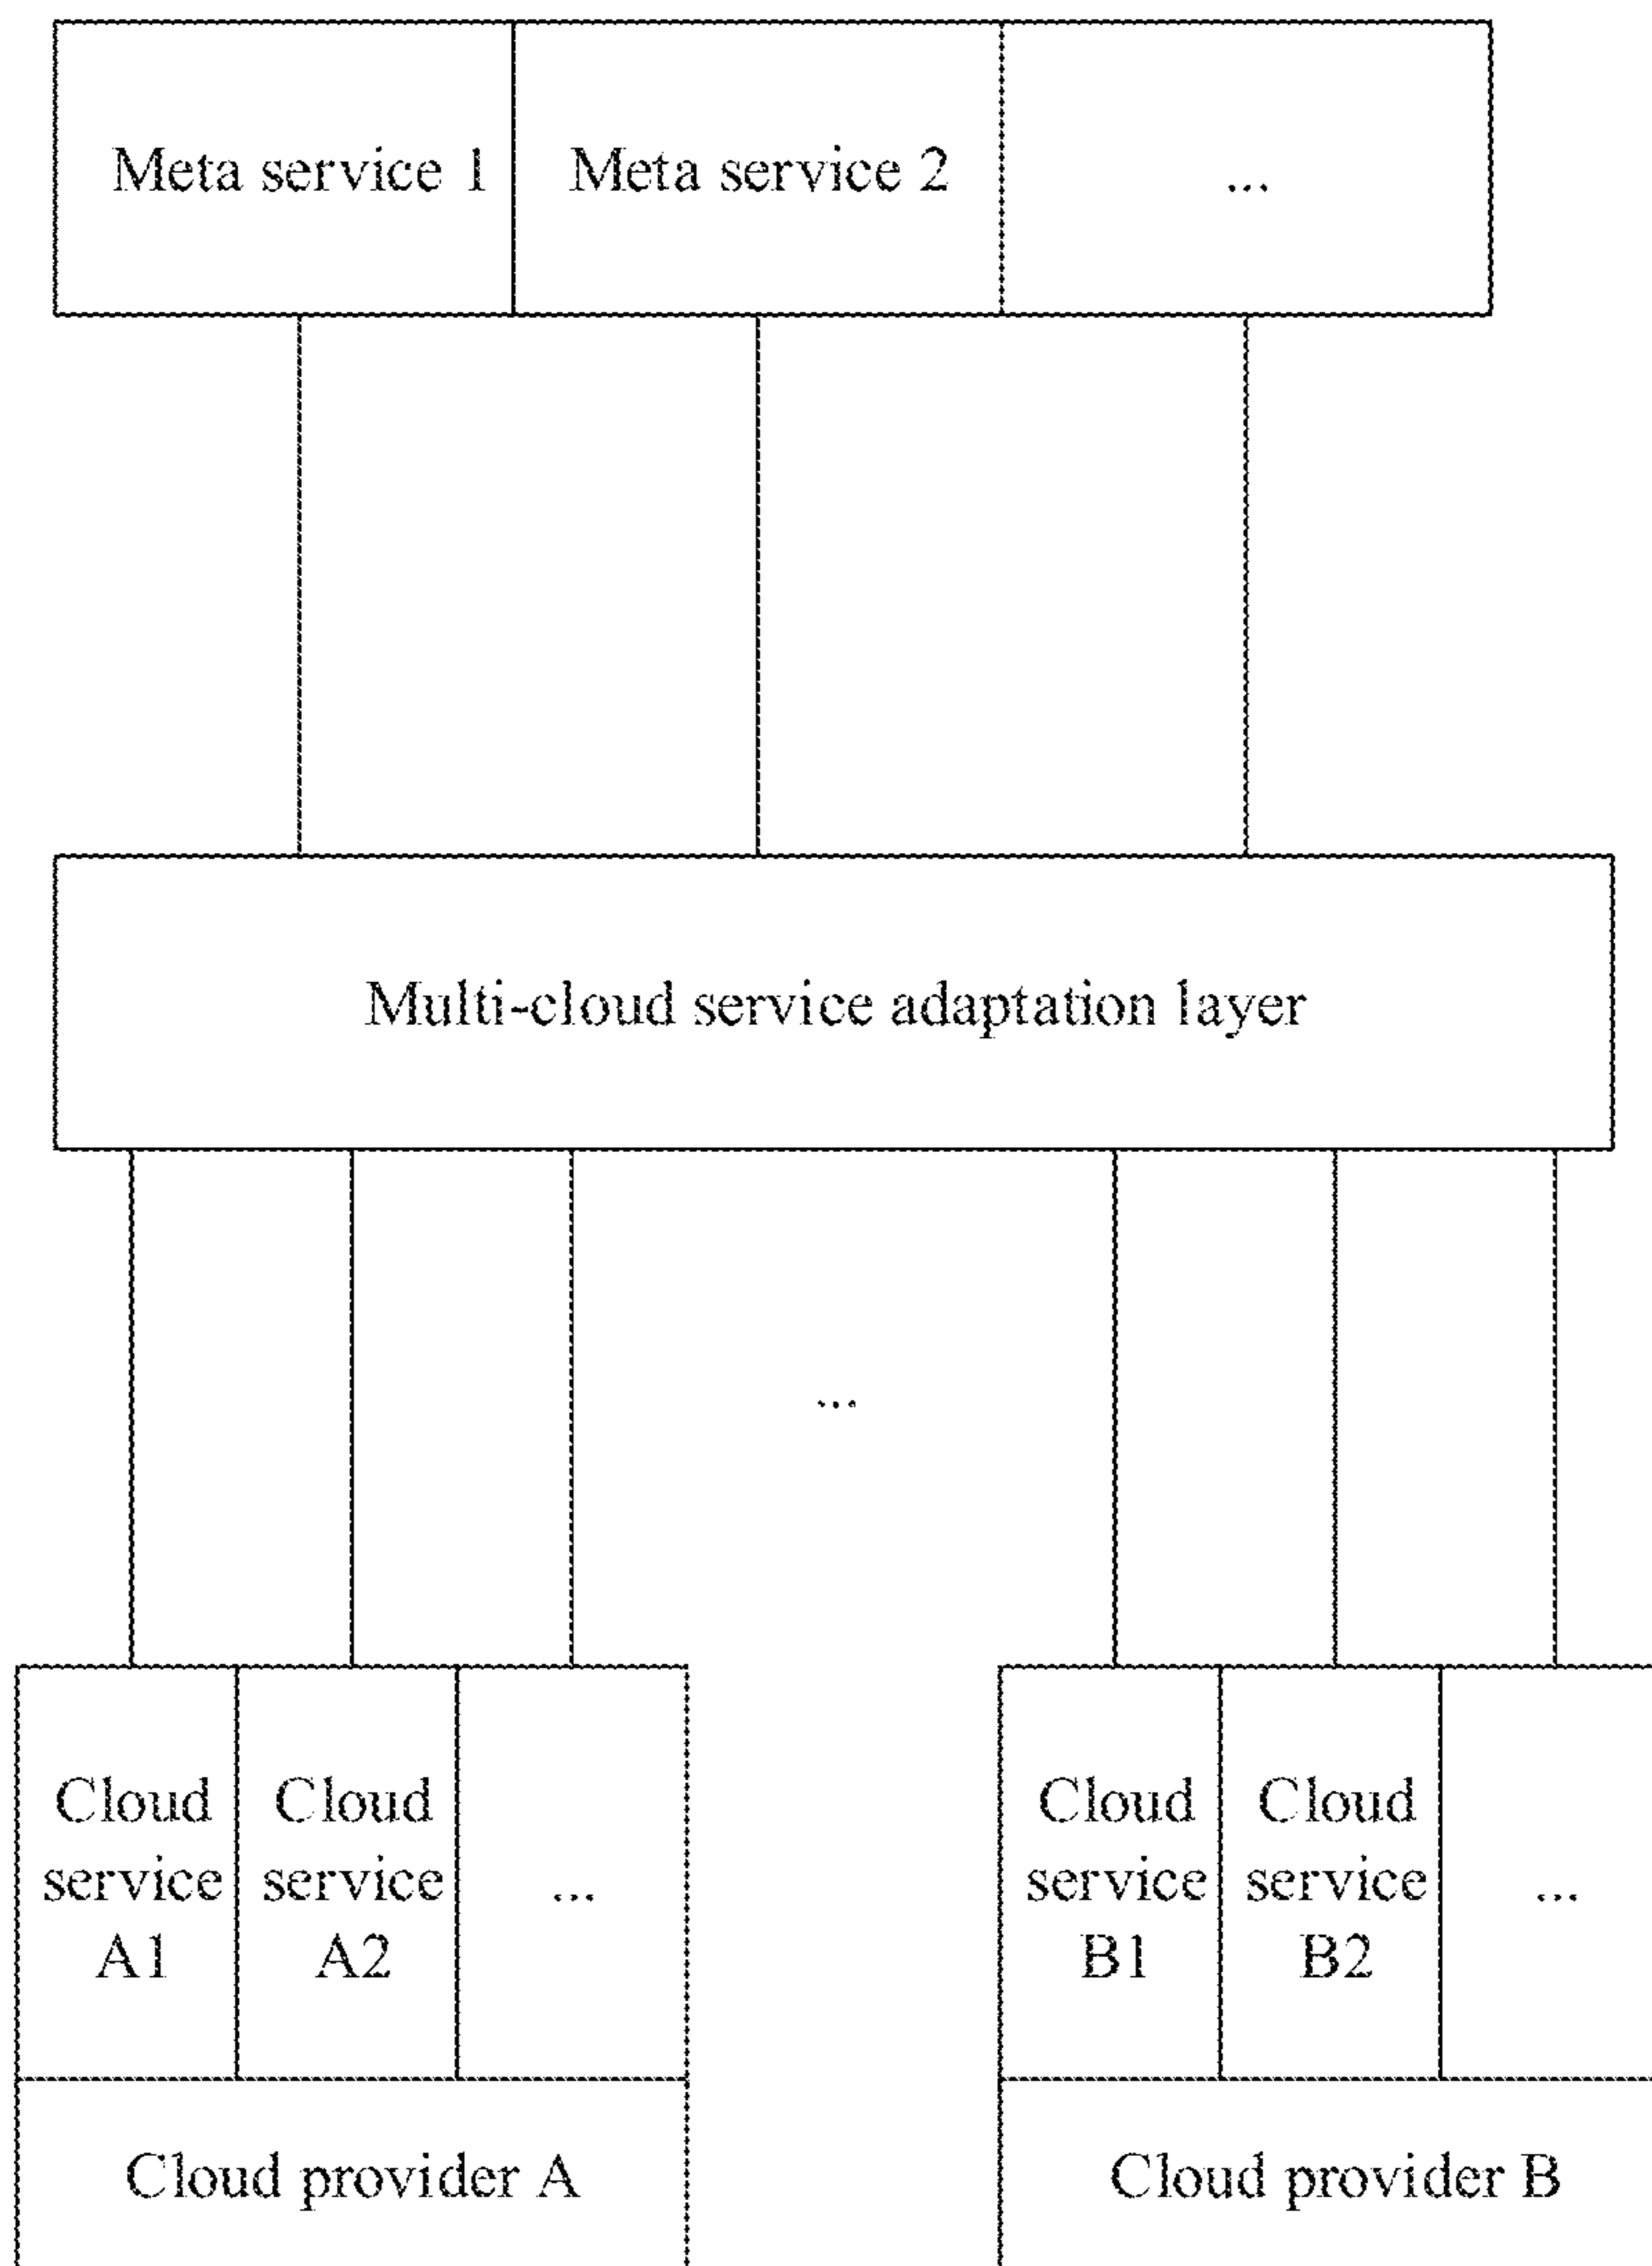 Meta service 1
Meta service 2
...
Multi-cloud service adaptation layer
...
Cloud
service
A1
Cloud
service
A2
...
Cloud
service
B1
Cloud
service
B2
...
Cloud provider A
Cloud provider B